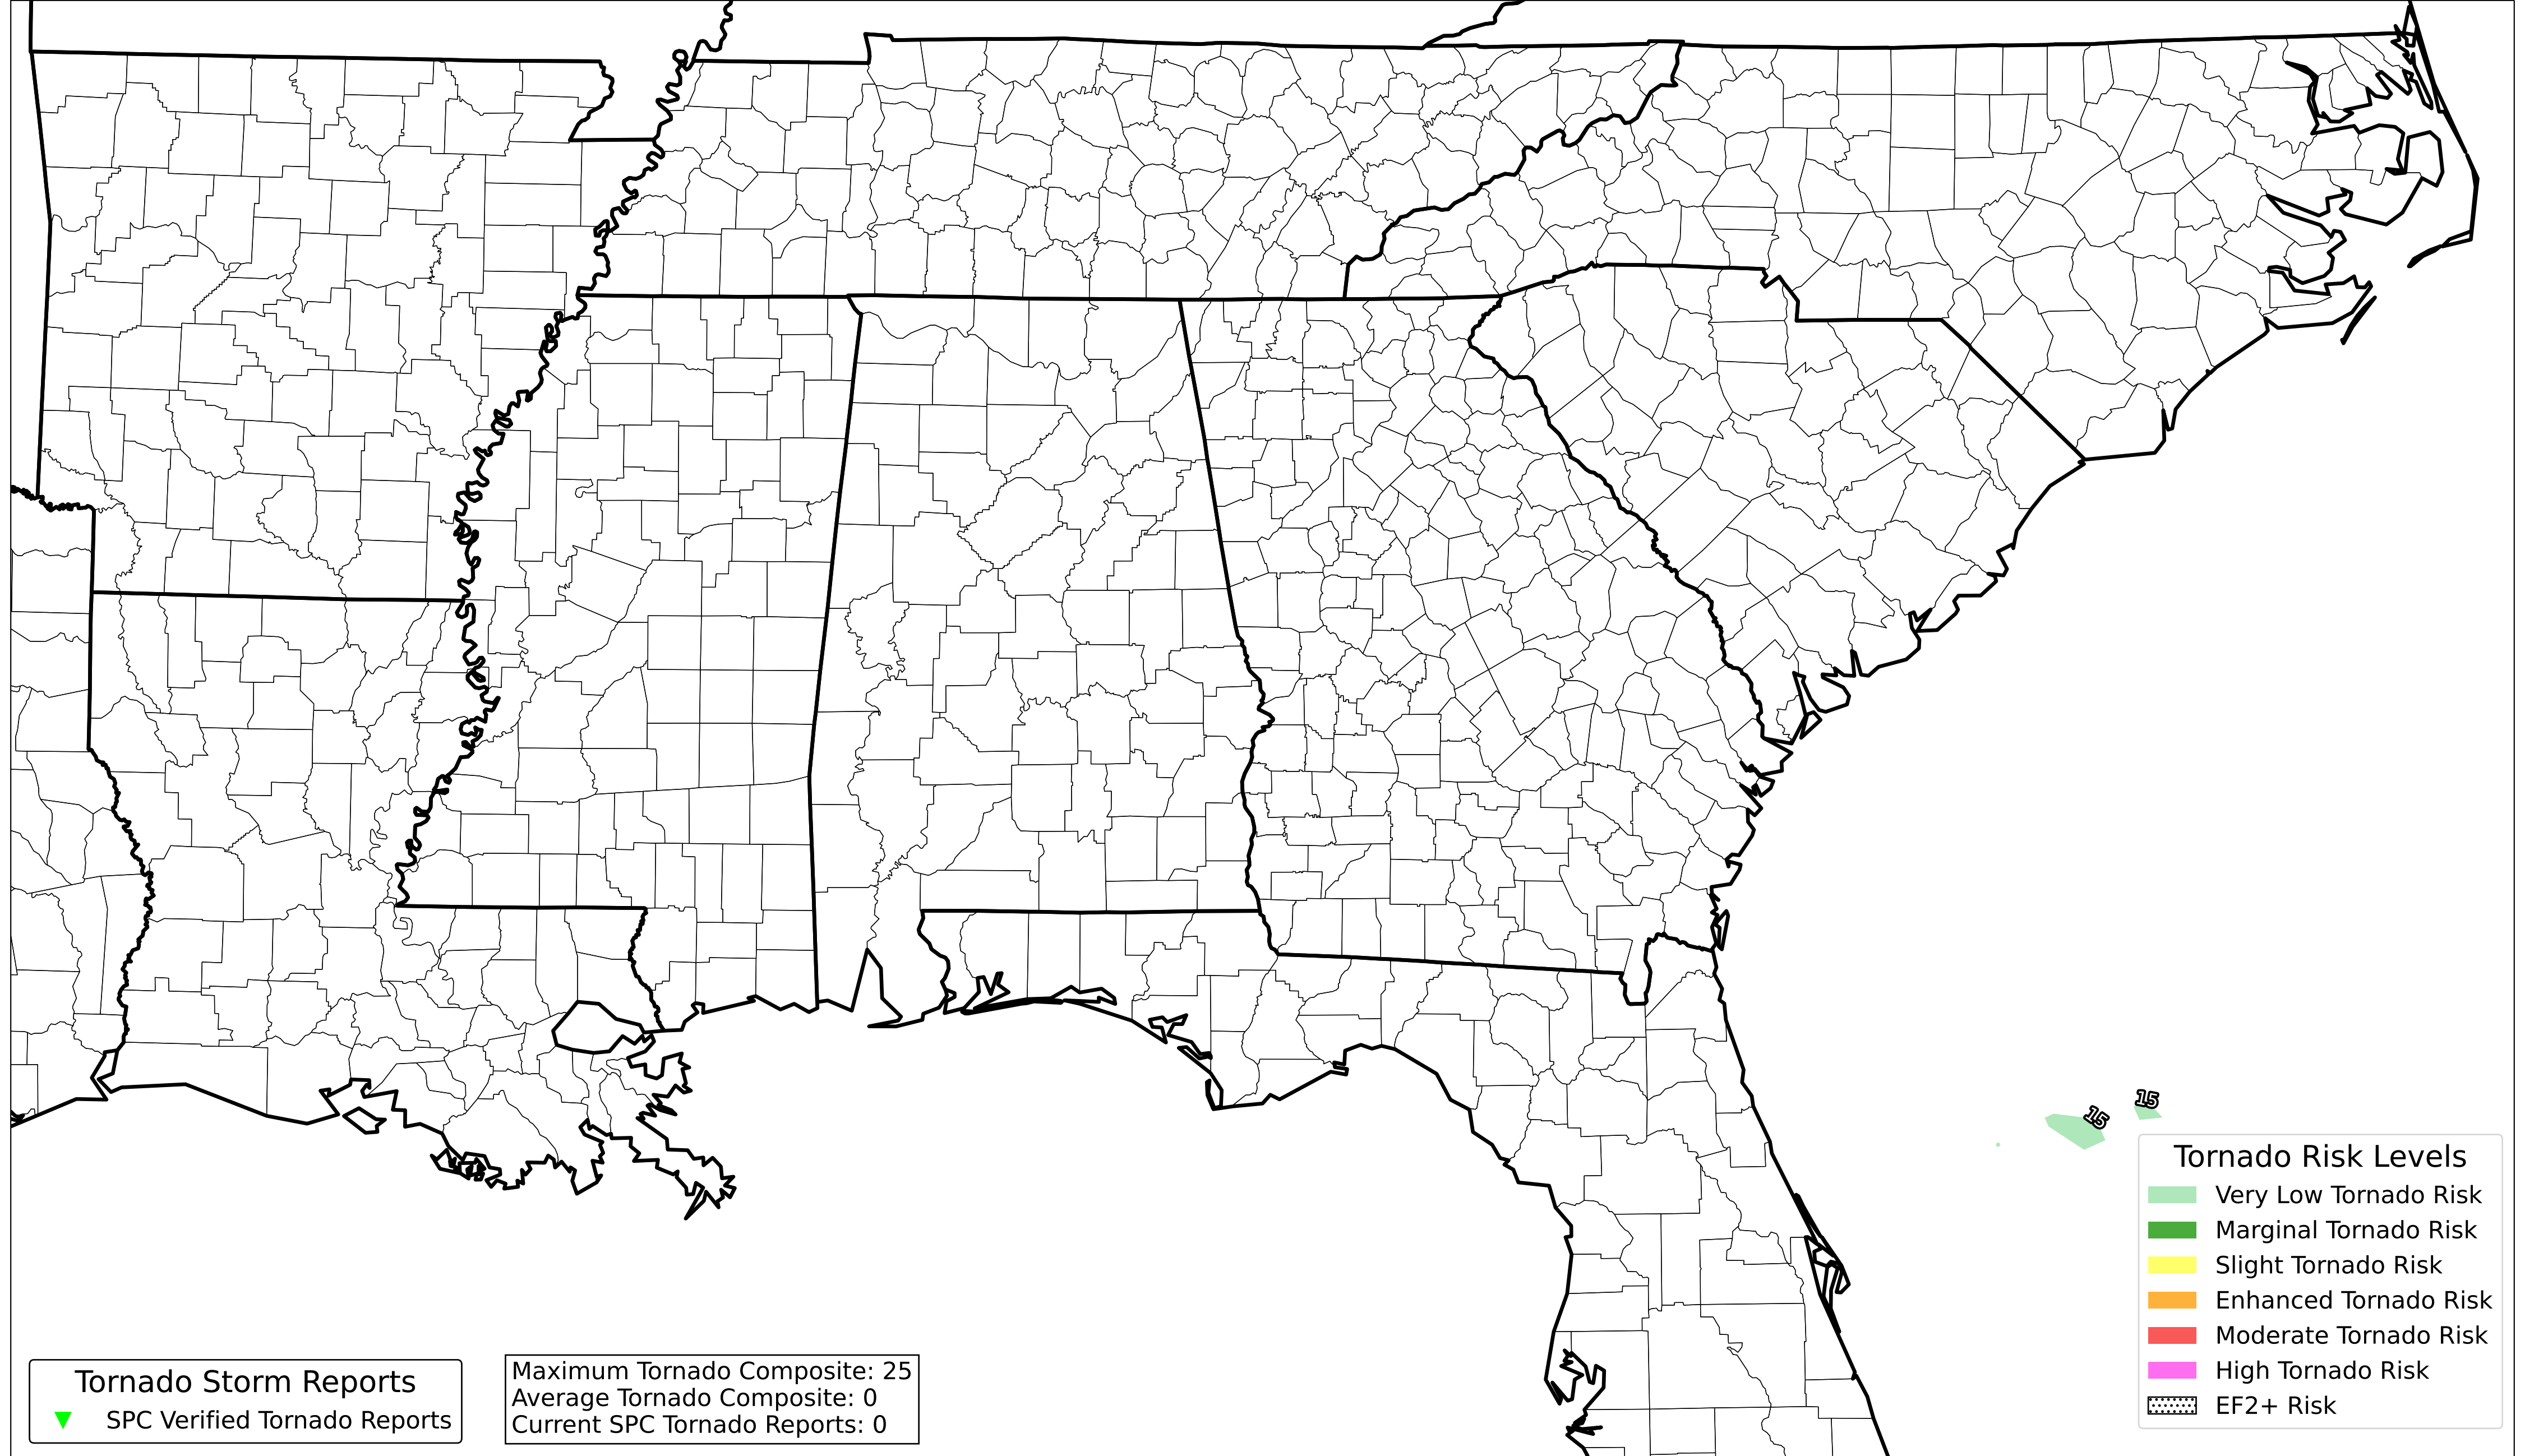 15
15
Tornado Risk Levels
Very Low Tornado Risk
Marginal Tornado Risk
Slight Tornado Risk
Enhanced Tornado Risk
Moderate Tornado Risk
High Tornado Risk
EF2+ Risk
Tornado Storm Reports
SPC Verified Tornado Reports
Maximum Tornado Composite: 25
Average Tornado Composite: 0
Current SPC Tornado Reports: 0